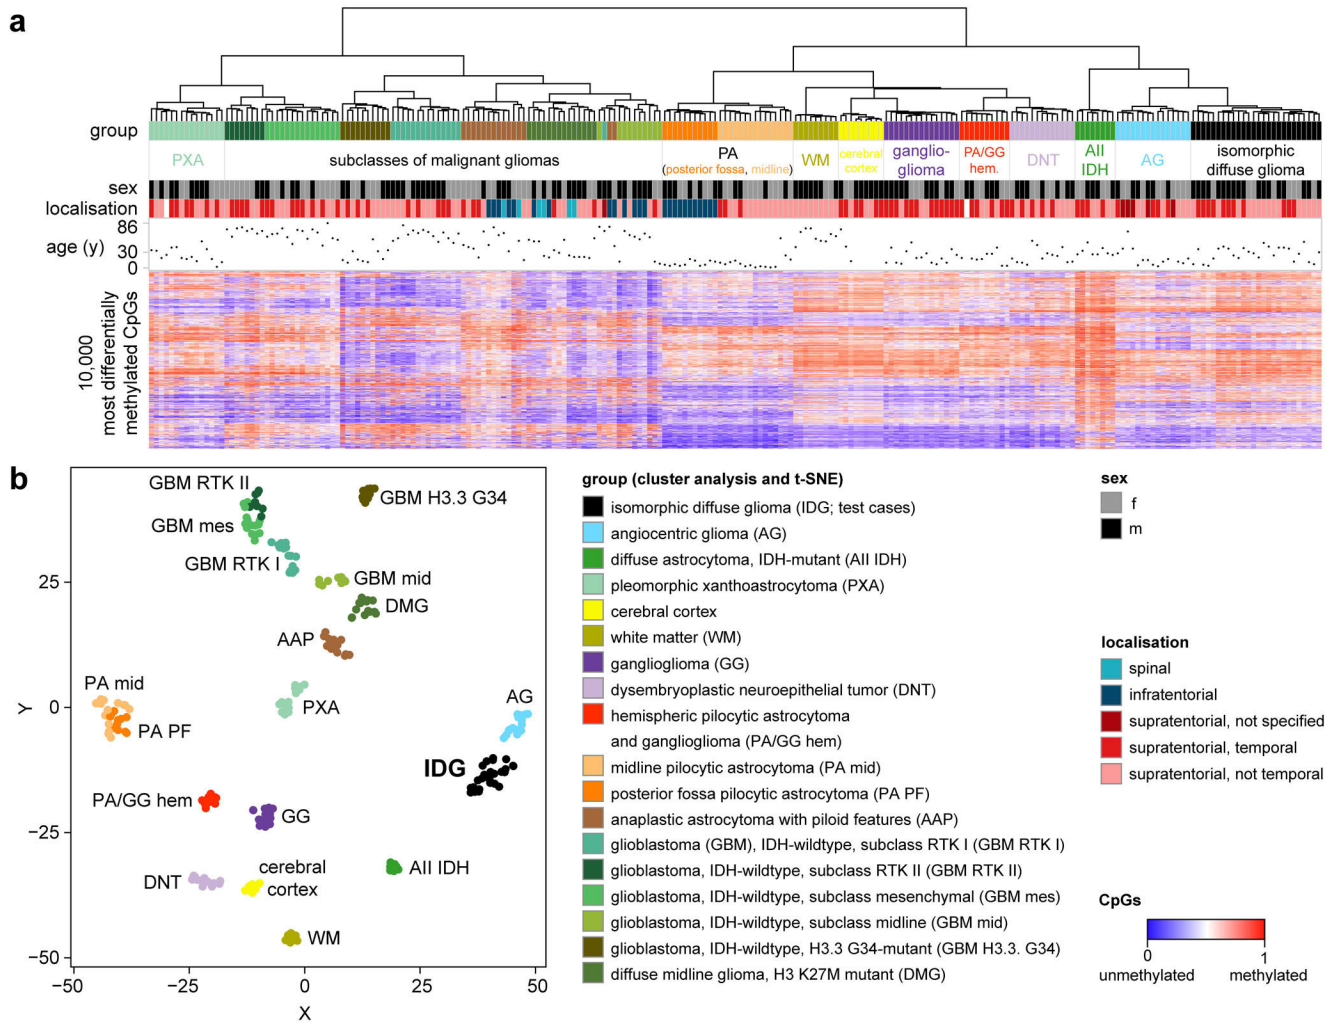 a
group
PXA
subclasses of malignant gliomas
PA
(posterior fossa, midline)
WM
cerebral
cortex
ganglio-
glioma
PA/GG
hem.
DNT
AII
IDH
AG
isomorphic
diffuse glioma
sex
localisation
86
age (y) 30
0
10,000
most differentially
methylated CpGs
b
GBM RTK II
GBM H3.3 G34
GBM mes
GBM RTK I
GBM mid
DMG
AAP
PA mid
PXA
AG
PA PF
IDG
PA/GG hem
GG
AII IDH
cerebral
cortex
DNT
WM
25
0
−25
−50
Y
−50 −25 0 25 50
X
group (cluster analysis and t-SNE)
isomorphic diffuse glioma (IDG; test cases)
angiocentric glioma (AG)
diffuse astrocytoma, IDH-mutant (AII IDH)
pleomorphic xanthoastrocytoma (PXA)
cerebral cortex
white matter (WM)
ganglioglioma (GG)
dysembryoplastic neuroepithelial tumor (DNT)
hemispheric pilocytic astrocytoma
and ganglioglioma (PA/GG hem)
midline pilocytic astrocytoma (PA mid)
posterior fossa pilocytic astrocytoma (PA PF)
anaplastic astrocytoma with piloid features (AAP)
glioblastoma (GBM), IDH-wildtype, subclass RTK I (GBM RTK I)
glioblastoma, IDH-wildtype, subclass RTK II (GBM RTK II)
glioblastoma, IDH-wildtype, subclass mesenchymal (GBM mes)
glioblastoma, IDH-wildtype, subclass midline (GBM mid)
glioblastoma, IDH-wildtype, H3.3 G34-mutant (GBM H3.3. G34)
diffuse midline glioma, H3 K27M mutant (DMG)
sex
f
m
localisation
spinal
infratentorial
supratentorial, not specified
supratentorial, temporal
supratentorial, not temporal
CpGs
0 1
unmethylated methylated